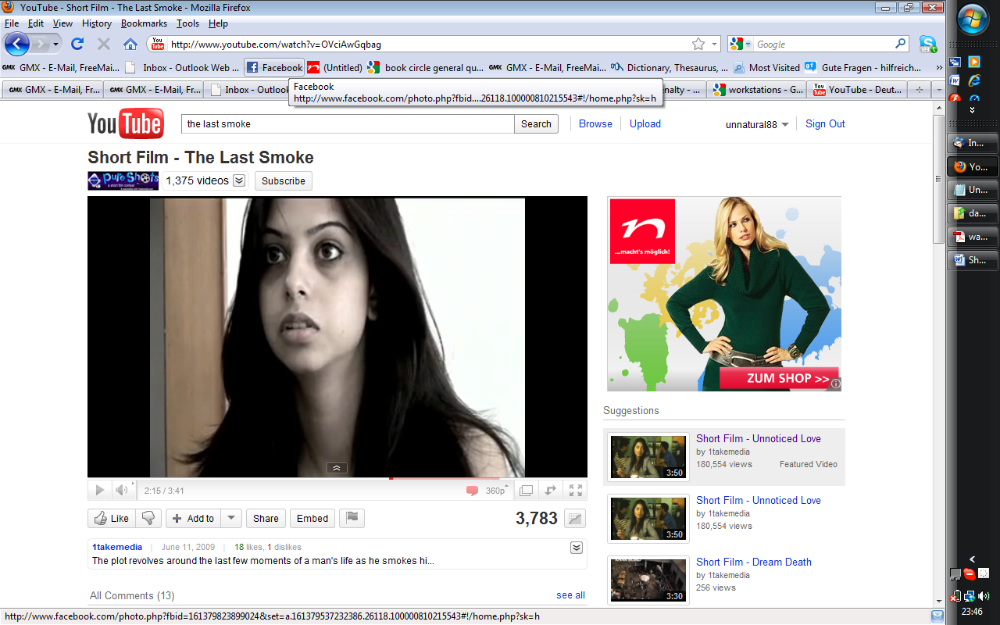 YouTube - Short Film - The Last Smoke - Mozilla Firefox
File Edit View History Bookmarks Tools Help
You Tube http://www.youtube.com/watch?v=OVciAwGqbag Google
GMX - E-Mail, FreeMai... Inbox - Outlook Web ... Facebook (Untitled) book circle general qu... GMX - E-Mail, FreeMai... Dictionary, Thesaurus, ... Most Visited Gute Fragen - hilfreich...
GMX - E-Mail, Fr... GMX - E-Mail, Fr... Inbox - Outlook nalty - ... workstations - G... YouTube - Deut...
Facebook
http://www.facebook.com/photo.php?fbid....26118.100000810215543#!/home.php?sk=h
YouTube the last smoke Search Browse Upload unnatural88 Sign Out
Short Film - The Last Smoke
pure Shots 1,375 videos Subscribe
n
...macht's möglich!
ZUM SHOP >>
2:15 / 3:41 360p
Like Add to Share Embed 3,783
1takemedia June 11, 2009 18 likes, 1 dislikes
The plot revolves around the last few moments of a man's life as he smokes hi...
All Comments (13) see all
Suggestions
Short Film - Unnoticed Love
by 1takemedia
180,554 views Featured Video
3:50
Short Film - Unnoticed Love
by 1takemedia
180,554 views
3:50
Short Film - Dream Death
by 1takemedia
256 views
3:30
http://www.facebook.com/photo.php?fbid=161379823899024&set=a.161379537232386.26118.100000810215543#!/home.php?sk=h
In...
Yo...
Un...
da...
wa...
Sh...
23:46